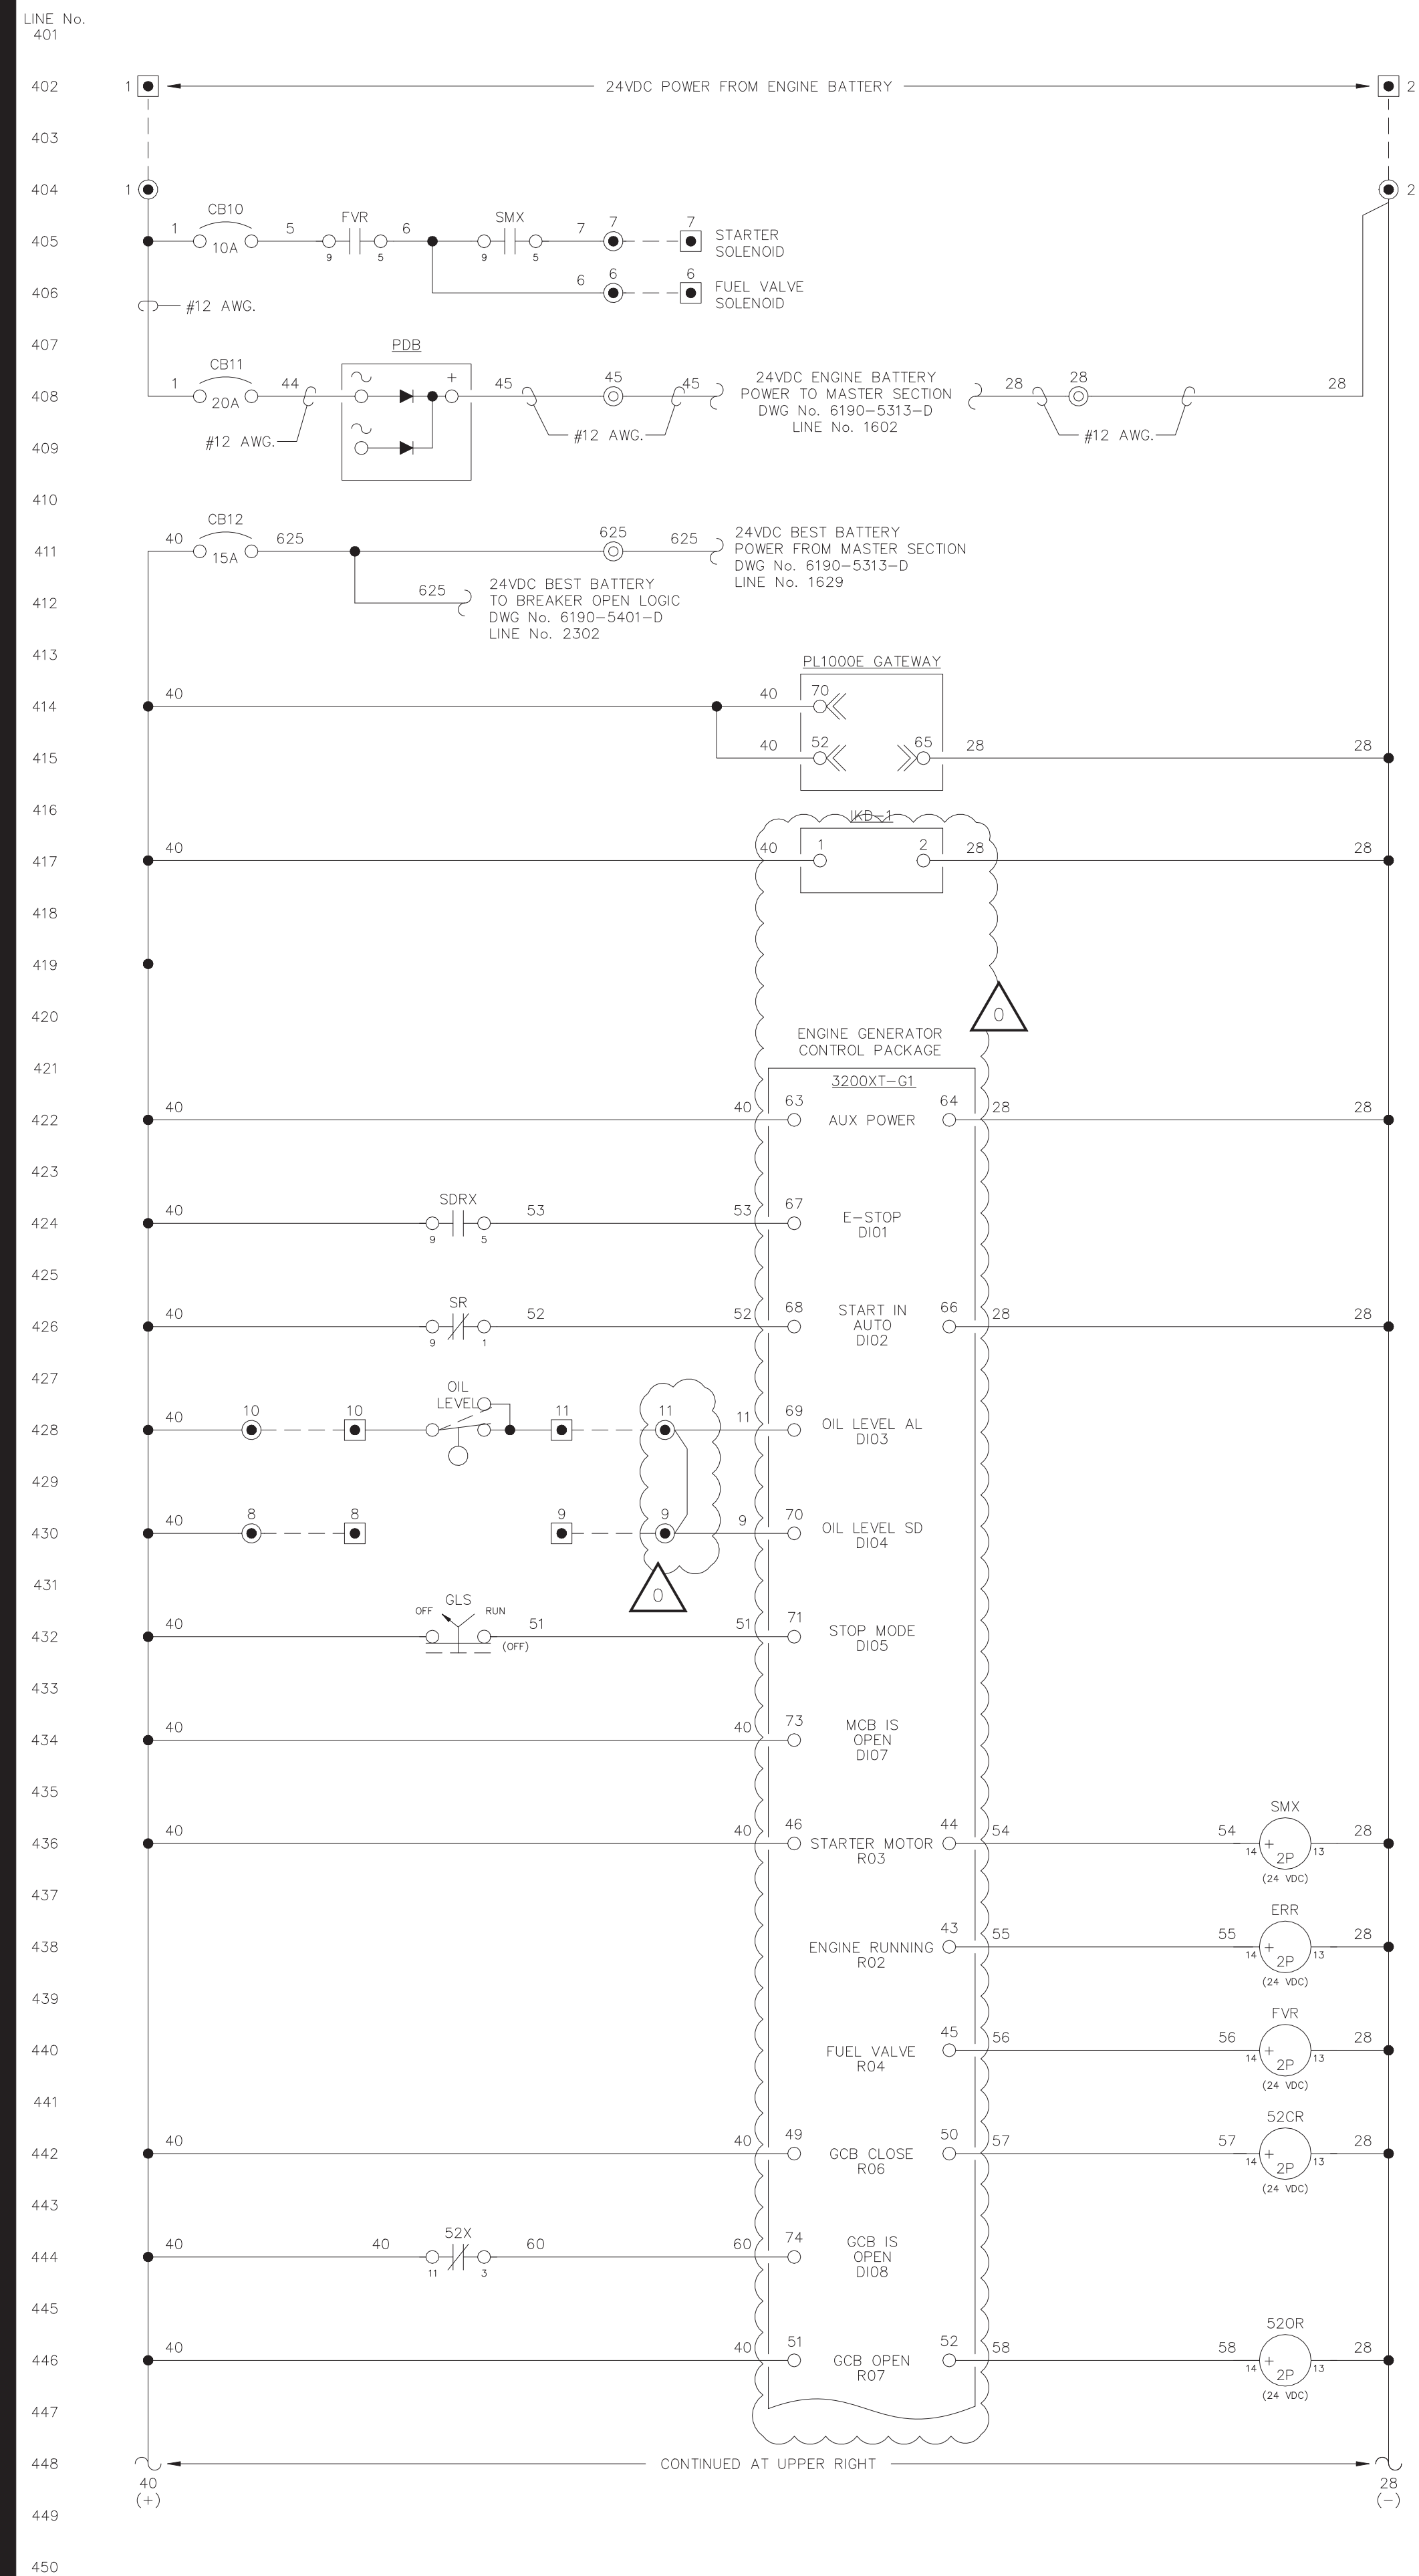 LINE No.
401
402 1 24VDC POWER FROM ENGINE BATTERY 2
403
404 1 2
CB10 FVR SMX
405 1 10A 5 9 5 6 9 5 7 7 7 STARTER
SOLENOID
406 6 6 6 FUEL VALVE
SOLENOID
#12 AWG.
407 PDB
CB11
408 1 20A 44 + 45 45 45 24VDC ENGINE BATTERY 28 28 28
POWER TO MASTER SECTION
DWG No. 6190-5313-D
LINE No. 1602
409 #12 AWG. #12 AWG. #12 AWG.
410
CB12
411 40 15A 625 625 625 24VDC BEST BATTERY
POWER FROM MASTER SECTION
DWG No. 6190-5313-D
LINE No. 1629
412 625 24VDC BEST BATTERY
TO BREAKER OPEN LOGIC
DWG No. 6190-5401-D
LINE No. 2302
413 PL1000E GATEWAY
414 40 40 70
415 40 52 65 28 28
416 IKD-1
417 40 40 1 2 28 28
418
419
420 0
ENGINE GENERATOR
CONTROL PACKAGE
421
3200XT-G1
422 40 40 63 AUX POWER 64 28 28
423
SDRX
424 40 9 5 53 53 67 E-STOP
DI01
425
SR
426 40 9 1 52 52 68 START IN
AUTO
DI02
66 28 28
427
OIL
LEVEL
428 40 10 10 11 11 11 69 OIL LEVEL AL
DI03
429
430 40 8 8 9 9 9 70 OIL LEVEL SD
DI04
431 0
GLS
OFF RUN
432 40 (OFF) 51 51 71 STOP MODE
DI05
433
434 40 40 73 MCB IS
OPEN
DI07
435
SMX
436 40 40 46 STARTER MOTOR 44 54 54 14 + 2P 13 28
R03
(24 VDC)
437
ERR
438 ENGINE RUNNING 43 55 55 14 + 2P 13 28
R02
(24 VDC)
439
FVR
440 FUEL VALVE 45 56 56 14 + 2P 13 28
R04
(24 VDC)
441
52CR
442 40 40 49 GCB CLOSE 50 57 57 14 + 2P 13 28
R06
(24 VDC)
443
52X
444 40 40 11 3 60 60 74 GCB IS
OPEN
DI08
445
52OR
446 40 40 51 GCB OPEN 52 58 58 14 + 2P 13 28
R07
(24 VDC)
447
448 CONTINUED AT UPPER RIGHT
40 28
(+) (-)
449
450